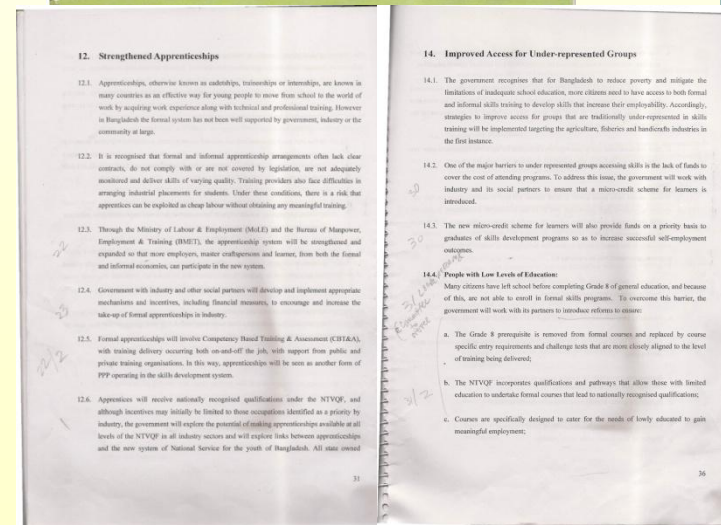 12. Strengthened Apprenticeships
12.1. Apprenticeships, otherwise known as cadetships, traineeships or internships, are known in
many countries as an effective way for young people to move from school to the world of
work by acquiring work experience along with technical and professional training. However
in Bangladesh the formal system has not been well supported by government, industry or the
community at large.
12.2. It is recognised that formal and informal apprenticeship arrangements often lack clear
contracts, do not comply with or are not covered by legislation, are not adequately
monitored and deliver skills of varying quality. Training providers also face difficulties in
arranging industrial placements for students. Under these conditions, there is a risk that
apprentices can be exploited as cheap labour without obtaining any meaningful training.
12.3. Through the Ministry of Labour & Employment (MoLE) and the Bureau of Manpower,
Employment & Training (BMET), the apprenticeship system will be strengthened and
expanded so that more employers, master craftspersons and learner, from both the formal
and informal economies, can participate in the new system.
12.4. Government with industry and other social partners will develop and implement appropriate
mechanisms and incentives, including financial measures, to encourage and increase the
take-up of formal apprenticeships in industry.
12.5. Formal apprenticeships will involve Competency Based Training & Assessment (CBT&A),
with training delivery occurring both on-and-off the job, with support from public and
private training organisations. In this way, apprenticeships will be seen as another form of
PPP operating in the skills development system.
12.6. Apprentices will receive nationally recognised qualifications under the NTVQF, and
although incentives may initially be limited to those occupations identified as a priority by
industry, the government will explore the potential of making apprenticeships available at all
levels of the NTVQF in all industry sectors and will explore links between apprenticeships
and the new system of National Service for the youth of Bangladesh. All state owned
31
14. Improved Access for Under-represented Groups
14.1. The government recognises that for Bangladesh to reduce poverty and mitigate the
limitations of inadequate school education, more citizens need to have access to both formal
and informal skills training to develop skills that increase their employability. Accordingly,
strategies to improve access for groups that are traditionally under-represented in skills
training will be implemented targeting the agriculture, fisheries and handicrafts industries in
the first instance.
14.2. One of the major barriers to under represented groups accessing skills is the lack of funds to
cover the cost of attending programs. To address this issue, the government will work with
industry and its social partners to ensure that a micro-credit scheme for learners is
introduced.
14.3. The new micro-credit scheme for learners will also provide funds on a priority basis to
graduates of skills development programs so as to increase successful self-employment
outcomes.
30
14.4. People with Low Levels of Education:
Many citizens have left school before completing Grade 8 of general education, and because
of this, are not able to enroll in formal skills programs. To overcome this barrier, the
government will work with its partners to introduce reforms to ensure:
a. The Grade 8 prerequisite is removed from formal courses and replaced by course
specific entry requirements and challenge tests that are more closely aligned to the level
of training being delivered;
b. The NTVQF incorporates qualifications and pathways that allow those with limited
education to undertake formal courses that lead to nationally recognised qualifications;
c. Courses are specifically designed to cater for the needs of lowly educated to gain
meaningful employment;
36